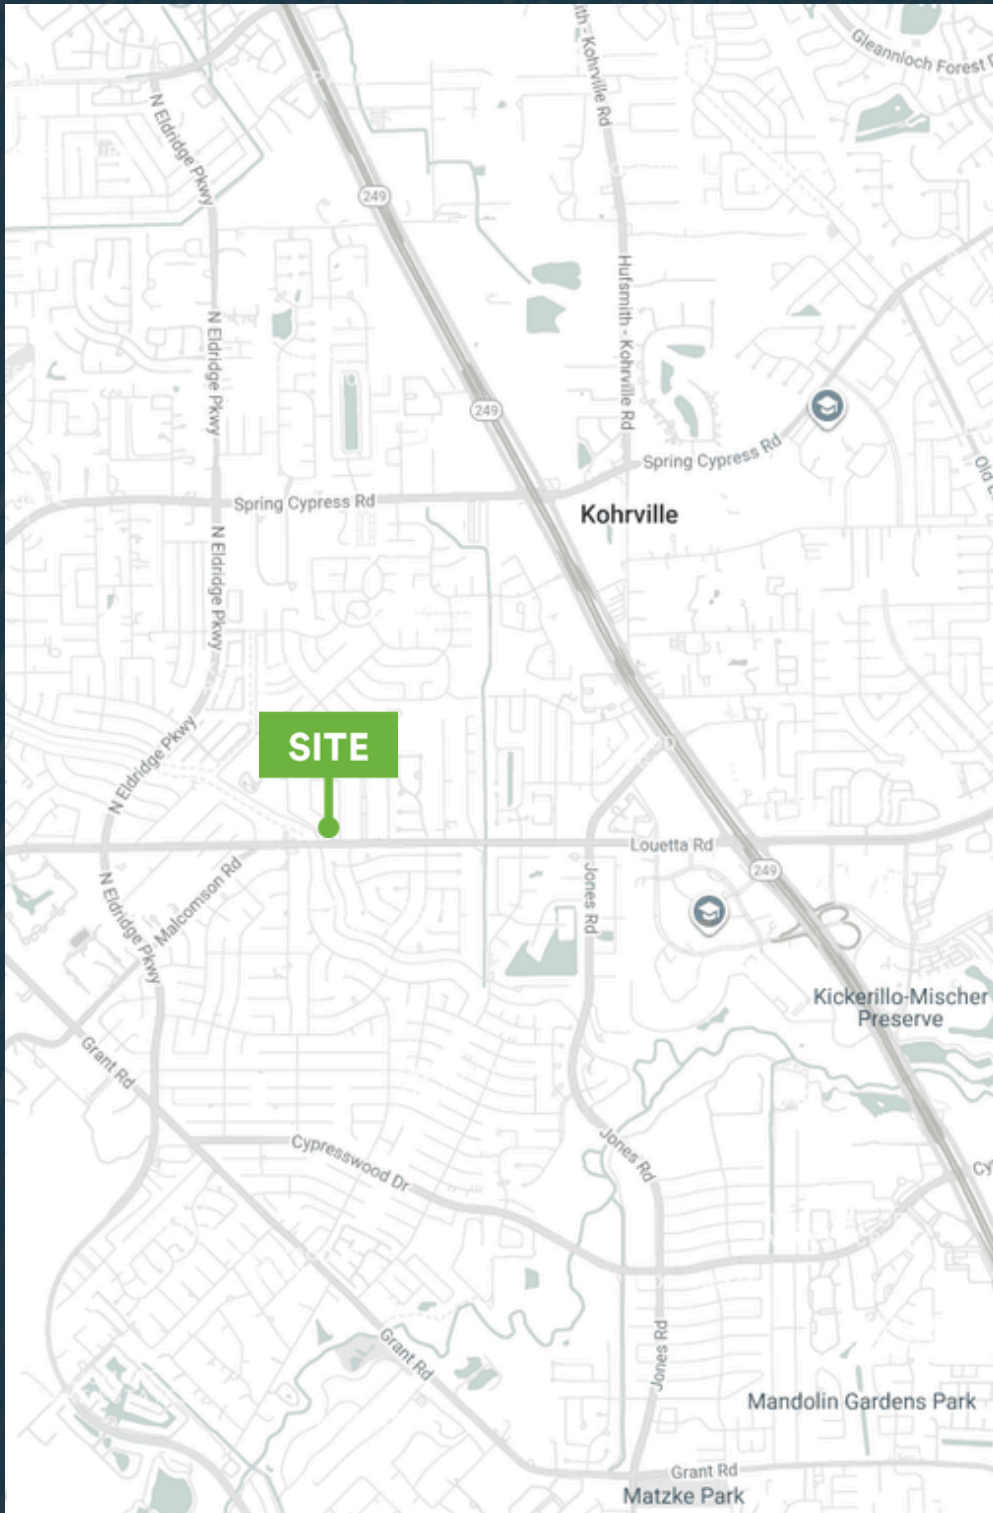 Gleannloch Forest
Kohrville Rd
N Eldridge Pkwy
249
Hufsmith - Kohrville Rd
N Eldridge Pkwy
249
Spring Cypress Rd
Spring Cypress Rd
Kohrville
N Eldridge Pkwy
SITE
N Eldridge Pkwy
Louetta Rd
249
Malcomson Rd
Jones Rd
N Eldridge Pkwy
Kickerillo-Mischer
Preserve
Grant Rd
Cypresswood Dr
Jones Rd
Grant Rd
Jones Rd
Mandolin Gardens Park
Grant Rd
Matzke Park